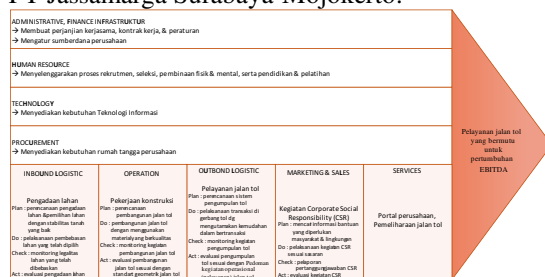 PT Jassamarga Surabaya-Mojokerto.
ADMINISTRATIVE, FINANCE INFRASTRUKTUR
→ Membuat perjanjian kerjasama, kontrak kerja, & peraturan
→ Mengatur sumberdana perusahaan
HUMAN RESOURCE
→ Menyelenggarakan proses rekrutmen, seleksi, pembinaan fisik & mental, serta pendidikan & pelatihan
TECHNOLOGY
→ Menyediakan kebutuhan Teknologi Informasi
PROCUREMENT
→ Menyediakan kebutuhan rumah tangga perusahaan
Pelayanan jalan tol
yang bermutu
untuk
pertumbuhan
EBITDA
INBOUND LOGISTIC
Pengadaan lahan
Plan : perencanaan pengadaan
lahan &pemilihan lahan
dengan stabilitas tanah
yang baik
Do : pelaksanaan pembebasan
lahan yang telah dipilih
Check : monitoring legalitas
lahan yang telah
dibebaskan
Act : evaluasi pengadaan lahan
OPERATION
Pekerjaan konstruksi
Plan : perencanaan
pembangunan jalan tol
Do : pembangunan jalan tol
dengan menggunakan
material yang berkualitas
Check : monitoring kegiatan
pembangunan jalan tol
Act : evaluasi pembangunan
jalan tol sesuai dengan
standart geometrik jalan tol
OUTBOND LOGISTIC
Pelayanan jalan tol
Plan : perencanaan sistem
pengumpulan tol
Do : pelaksanaan transaksi di
gerbang tol dg
mengutamakan kemudahan
dalam bertransaksi
Check : monitoring kegiatan
pengumpulan tol
Act : evaluasi pengumpulan
tol sesuai dengan Pedoman
kegiatan operasional
MARKETING & SALES
Kegiatan Corporate Social
Responsibility (CSR)
Plan : mencari informasi bantuan
yang diperlukan
masyarakat & lingkungan
Do : pelaksanaan kegiatan CSR
sesuai sasaran
Check : pelaporan
pertanggungjawaban CSR
Act : evaluasi kegiatan CSR
SERVICES
Portal perusahaan,
Pemeliharaan jalan tol